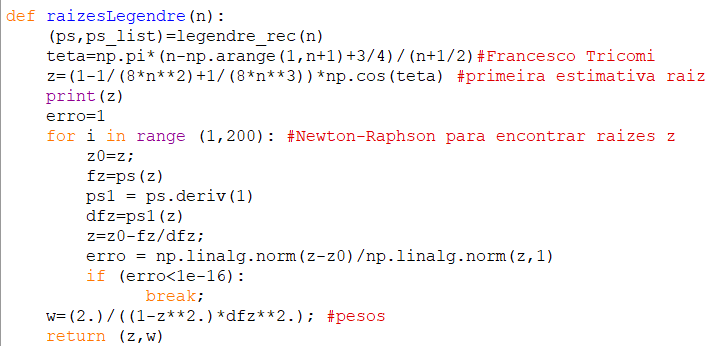 def raizesLegendre(n):
    (ps,ps_list)=legendre_rec(n)
    teta=np.pi*(n-np.arange(1,n+1)+3/4)/(n+1/2)#Francesco Tricomi
    z=(1-1/(8*n**2)+1/(8*n**3))*np.cos(teta) #primeira estimativa raiz
    print(z)
    erro=1
    for i in range (1,200): #Newton-Raphson para encontrar raizes z
        z0=z;
        fz=ps(z)
        ps1 = ps.deriv(1)
        dfz=ps1(z)
        z=z0-fz/dfz;
        erro = np.linalg.norm(z-z0)/np.linalg.norm(z,1)
        if (erro<1e-16):
              break;
    w=(2.)/((1-z**2.)*dfz**2.); #pesos
    return (z,w)